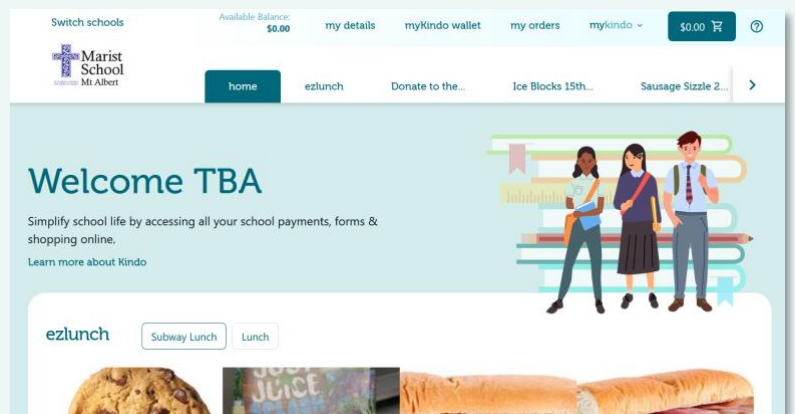 Switch schools
Available Balance:
$0.00
my details
myKindo wallet
my orders
mykindo
$0.00
Marist
School
Mt Albert
home
ezlunch
Donate to the...
Ice Blocks 15th...
Sausage Sizzle 2...
Welcome TBA
Simplify school life by accessing all your school payments, forms &
shopping online.
Learn more about Kindo
ezlunch
Subway Lunch
Lunch
JUST
JUICE